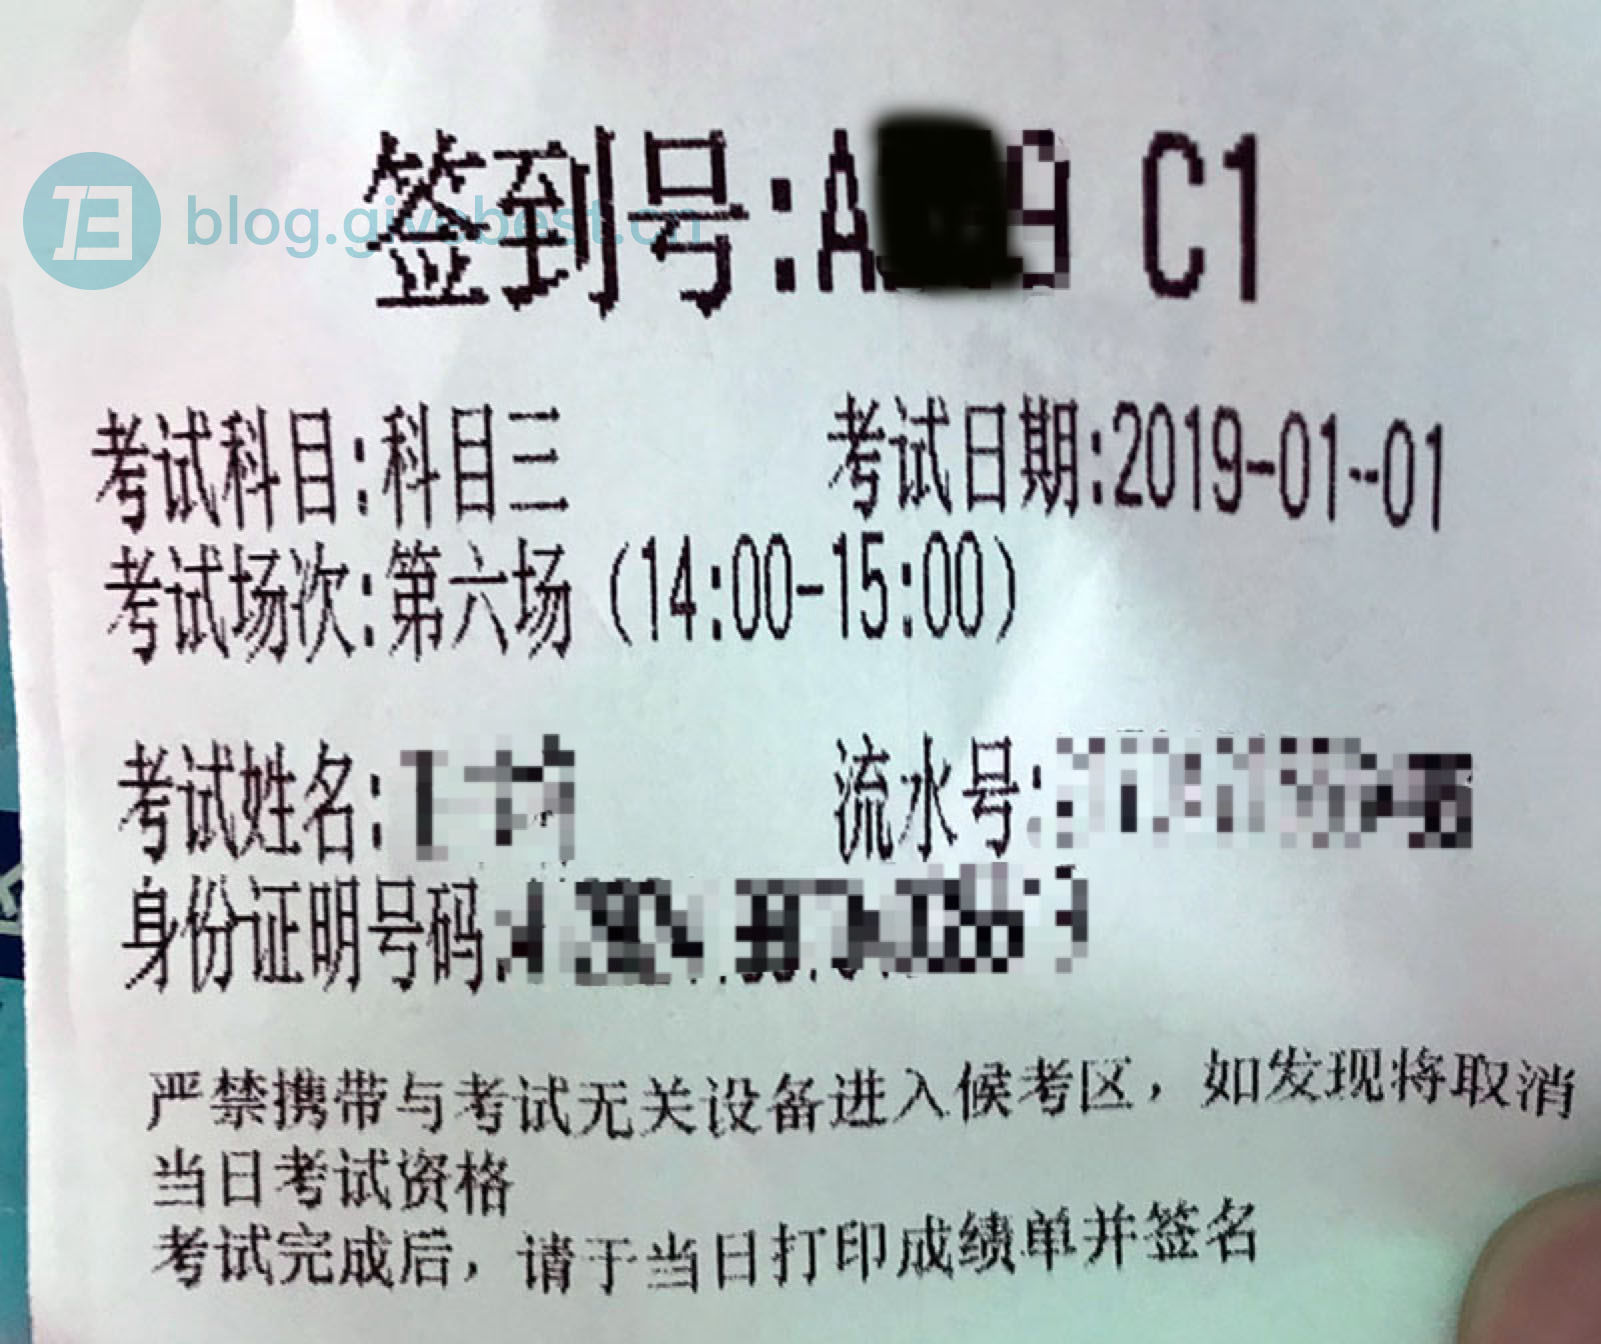 签到号:A 9 C1
blog.givebest.cn
考试科目:科目三 考试日期:2019-01-01
考试场次:第六场 (14:00-15:00)
考试姓名: 流水号:
身份证明号码:
严禁携带与考试无关设备进入候考区，如发现将取消
当日考试资格
考试完成后，请于当日打印成绩单并签名